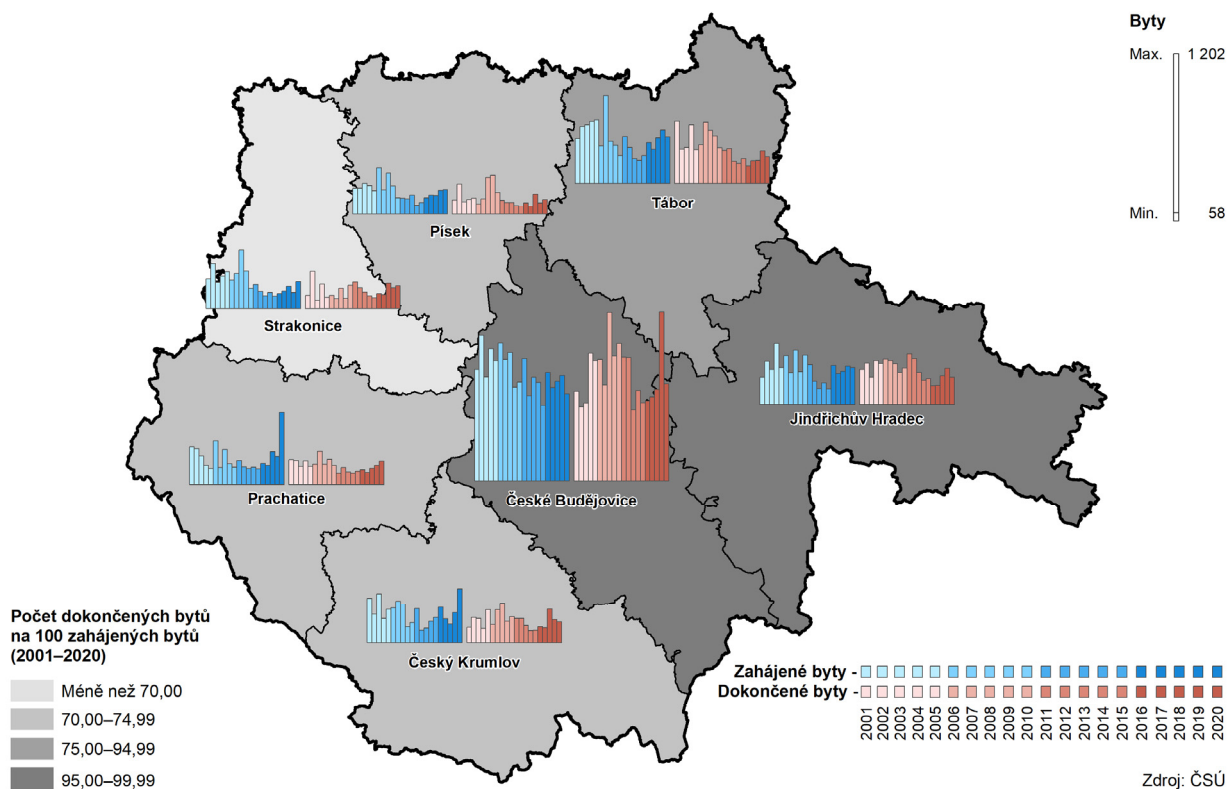 Byty
Max. 1 202
Min. 58
Tábor
Písek
Strakonice
Jindřichův Hradec
Prachatice
České Budějovice
Český Krumlov
Počet dokončených bytů
na 100 zahájených bytů
(2001–2020)
Méně než 70,00
70,00–74,99
75,00–94,99
95,00–99,99
Zahájené byty -
Dokončené byty -
2001
2002
2003
2004
2005
2006
2007
2008
2009
2010
2011
2012
2013
2014
2015
2016
2017
2018
2019
2020
Zdroj: ČSÚ